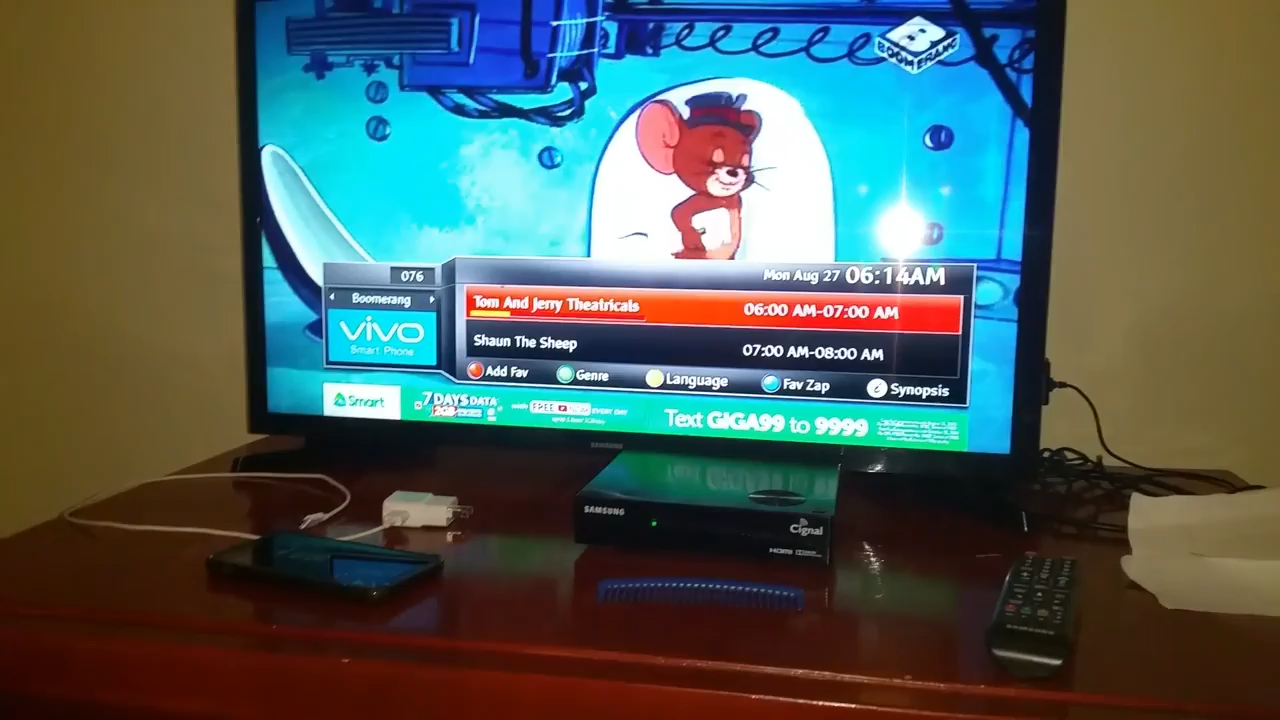 BOOMERANG
076
Mon Aug 27 06:14AM
Boomerang
Tom And Jerry Theatricals 06:00 AM-07:00 AM
vivo
Smart Phone
Shaun The Sheep 07:00 AM-08:00 AM
Add Fav Genre Language Fav Zap i Synopsis
Smart
7 DAYS DATA
2GB
FREE
EVERY DAY
Text GIGA99 to 9999
SAMSUNG
SAMSUNG
Cignal
HDMI
SAMSUNG